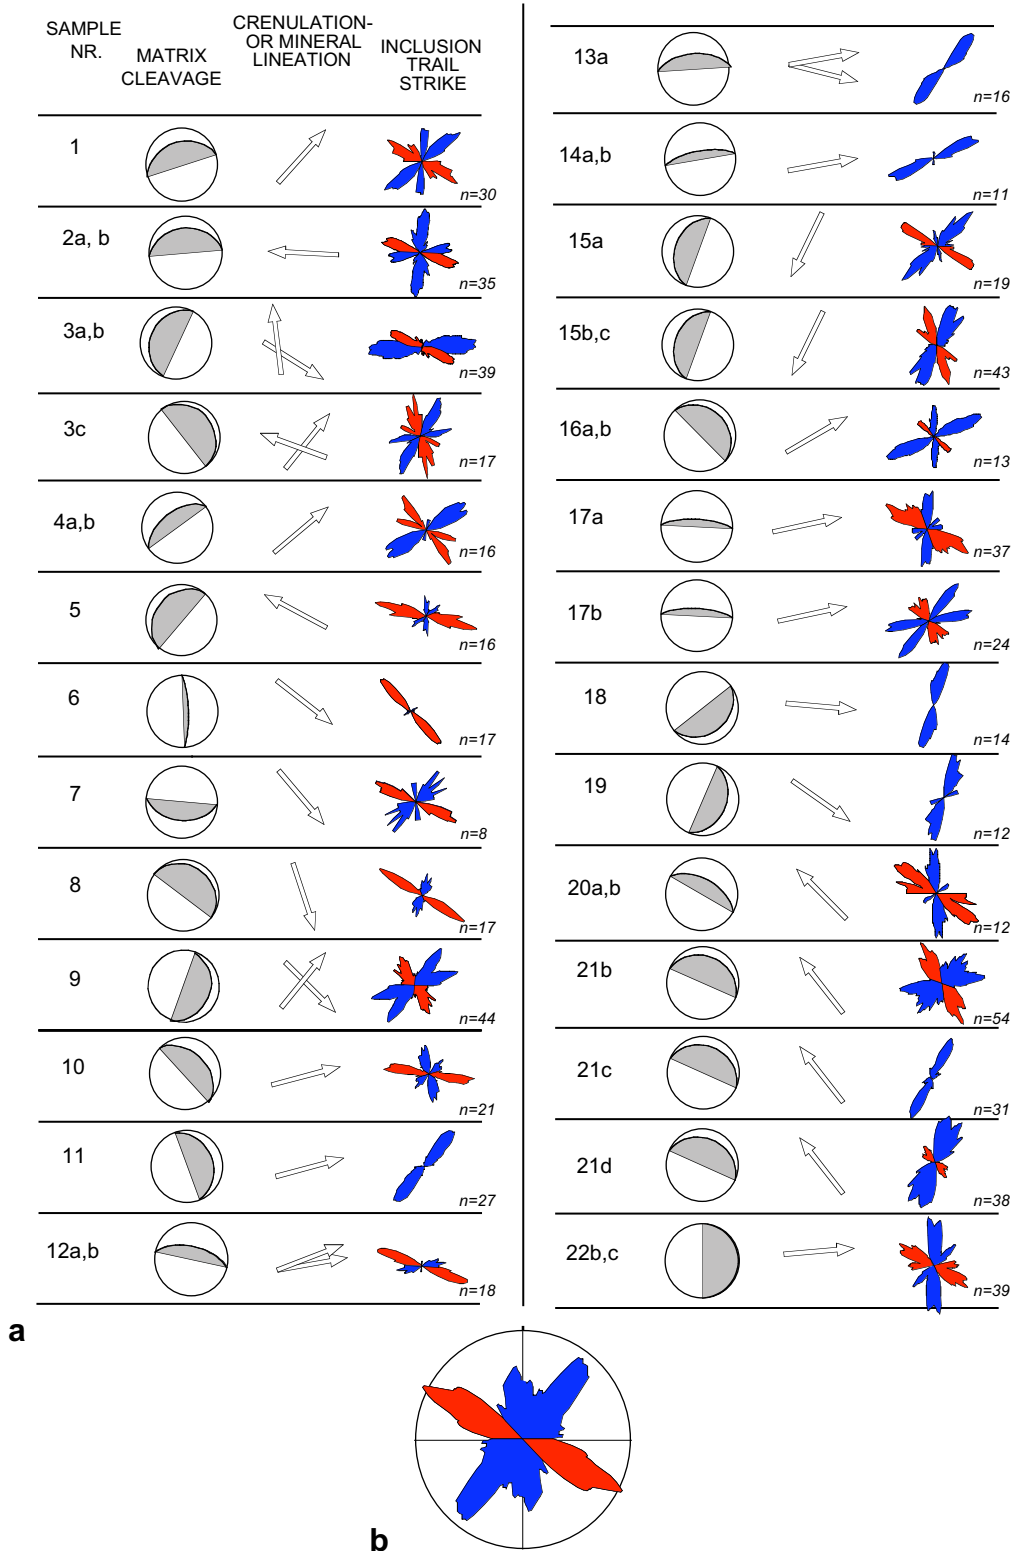 SAMPLE NR.
MATRIX CLEAVAGE
CRENULATION- OR MINERAL LINEATION
INCLUSION TRAIL STRIKE
1
n=30
2a, b
n=35
3a,b
n=39
3c
n=17
4a,b
n=16
5
n=16
6
n=17
7
n=8
8
n=17
9
n=44
10
n=21
11
n=27
12a,b
n=18
13a
n=16
14a,b
n=11
15a
n=19
15b,c
n=43
16a,b
n=13
17a
n=37
17b
n=24
18
n=14
19
n=12
20a,b
n=12
21b
n=54
21c
n=31
21d
n=38
22b,c
n=39
a
b